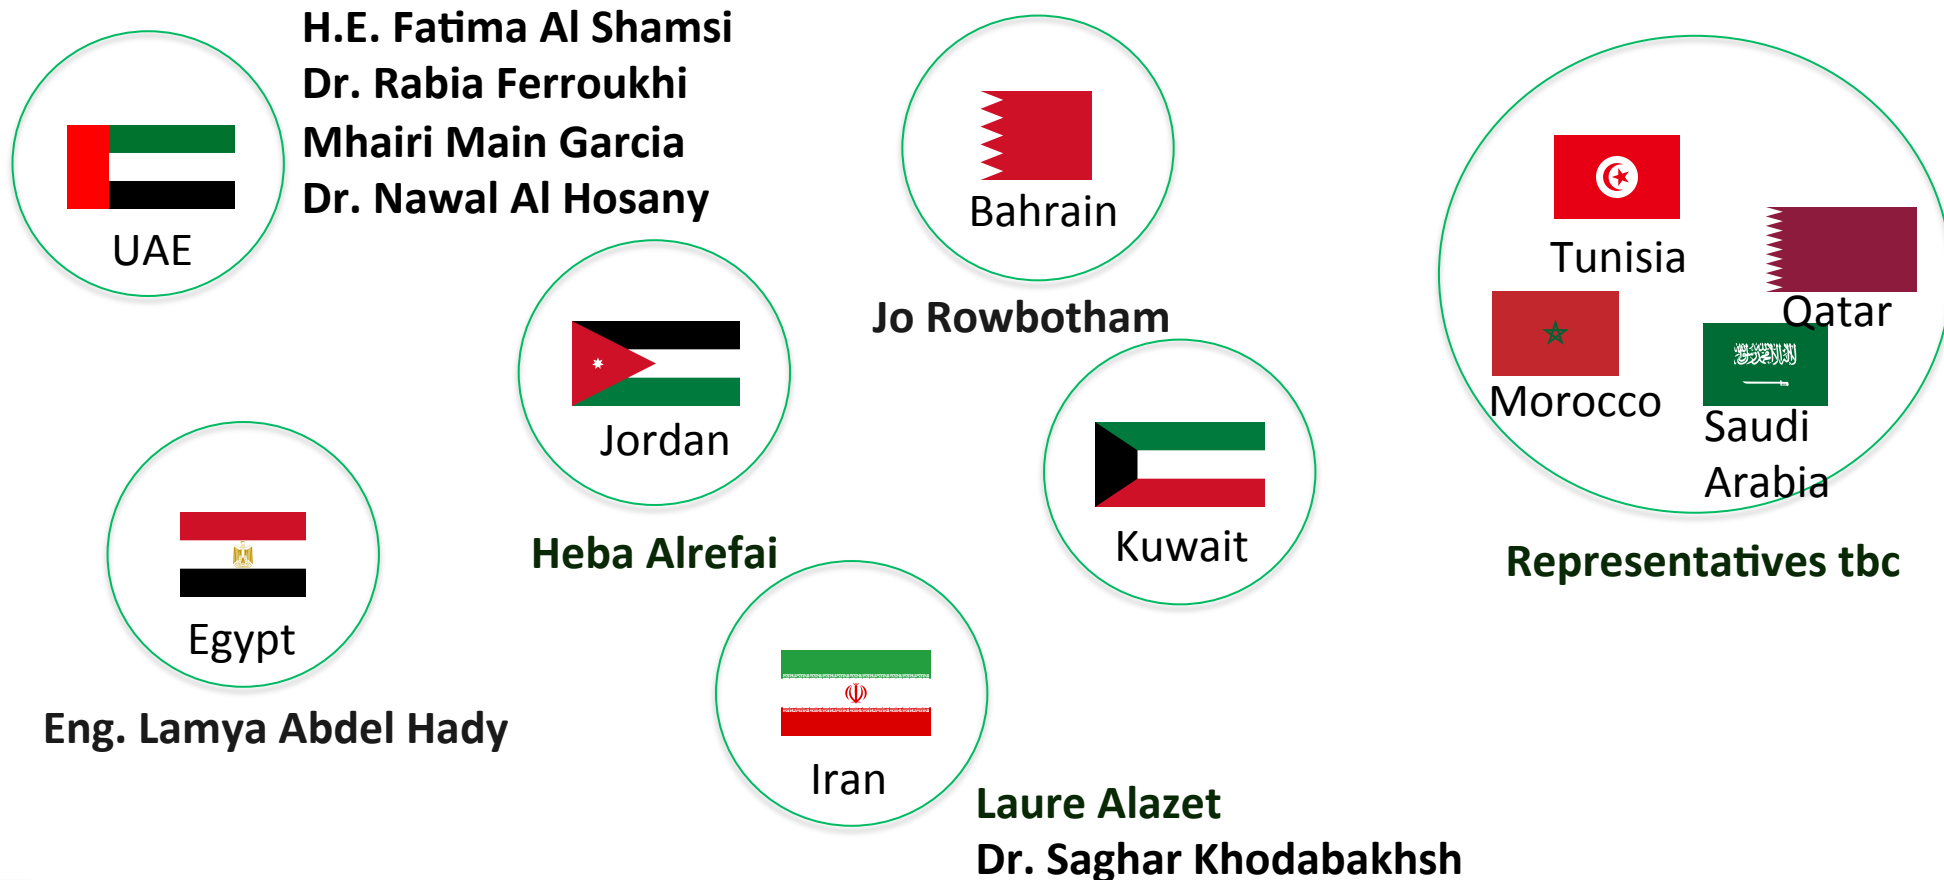 H.E. Fatima Al Shamsi
Dr. Rabia Ferroukhi
Mhairi Main Garcia
Dr. Nawal Al Hosany
UAE
Bahrain
Jo Rowbotham
Tunisia
Qatar
Morocco
Saudi
Arabia
Representatives tbc
Jordan
Heba Alrefai
Kuwait
Egypt
Eng. Lamya Abdel Hady
Iran
Laure Alazet
Dr. Saghar Khodabakhsh